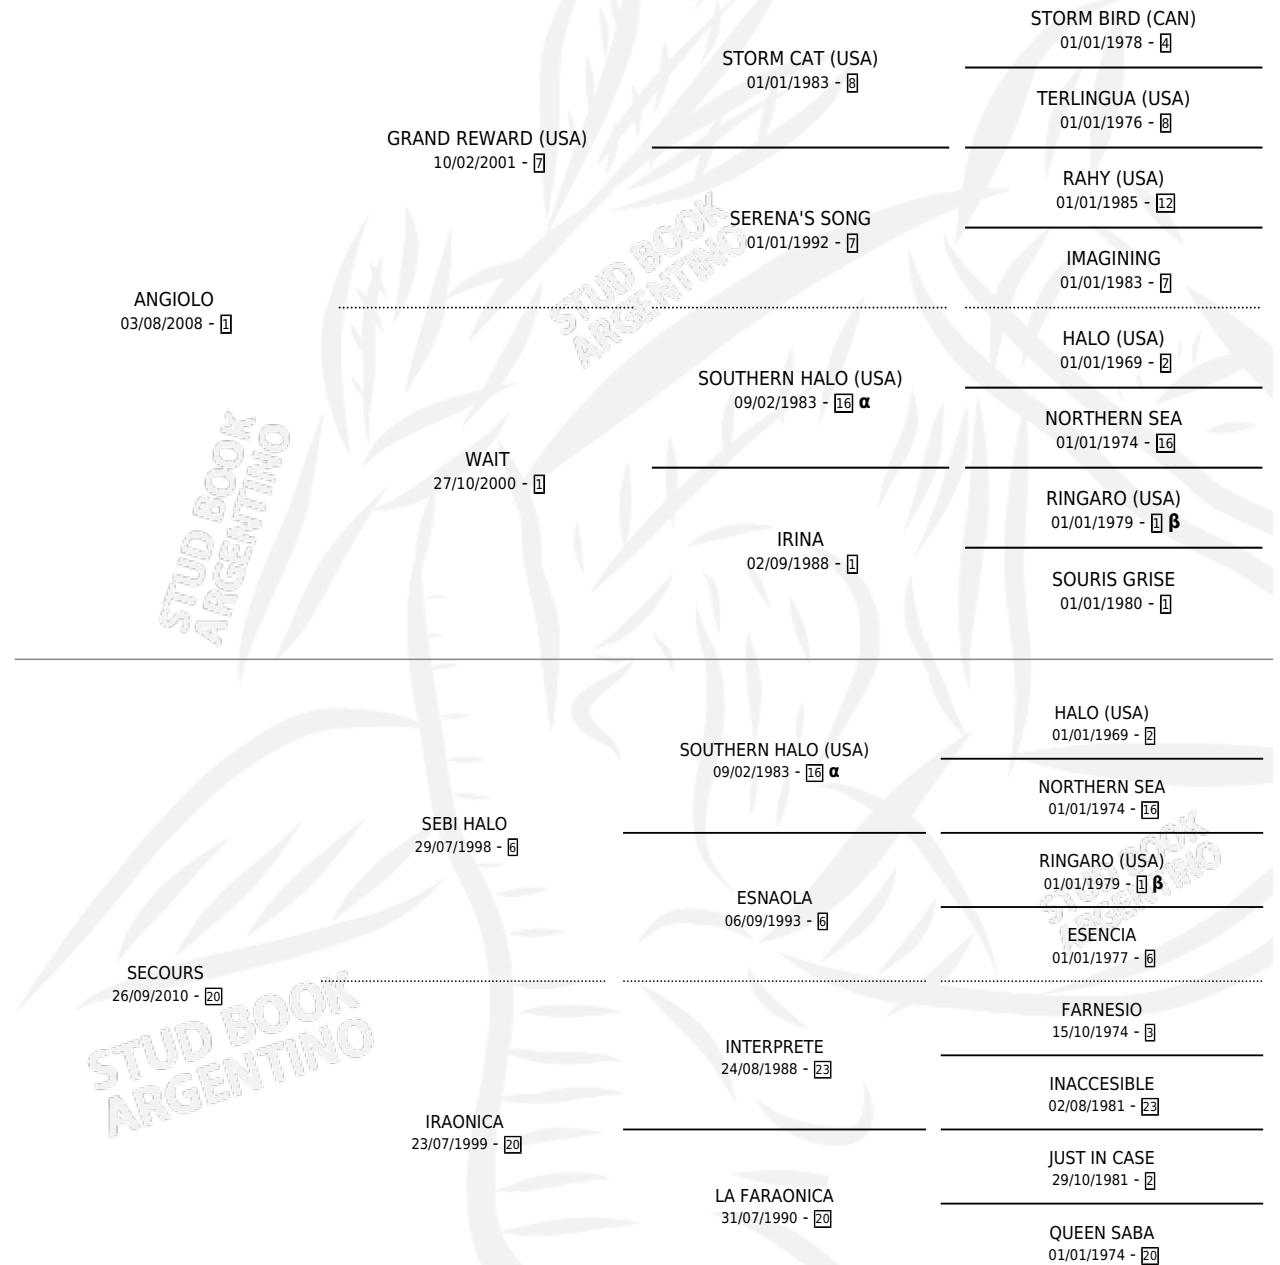 STORM BIRD (CAN)
01/01/1978 - 4
STORM CAT (USA)
01/01/1983 - 8
TERLINGUA (USA)
01/01/1976 - 8
GRAND REWARD (USA)
10/02/2001 - 7
RAHY (USA)
01/01/1985 - 12
SERENA'S SONG
01/01/1992 - 7
IMAGINING
01/01/1983 - 7
ANGIOLO
03/08/2008 - 1
HALO (USA)
01/01/1969 - 2
SOUTHERN HALO (USA)
09/02/1983 - 16 α
NORTHERN SEA
01/01/1974 - 16
WAIT
27/10/2000 - 1
RINGARO (USA)
01/01/1979 - 1 β
IRINA
02/09/1988 - 1
SOURIS GRISE
01/01/1980 - 1
HALO (USA)
01/01/1969 - 2
SOUTHERN HALO (USA)
09/02/1983 - 16 α
NORTHERN SEA
01/01/1974 - 16
SEBI HALO
29/07/1998 - 6
RINGARO (USA)
01/01/1979 - 1 β
ESNAOLA
06/09/1993 - 6
ESENCIA
01/01/1977 - 6
SECOURS
26/09/2010 - 20
FARNESIO
15/10/1974 - 3
INTERPRETE
24/08/1988 - 23
INACCESIBLE
02/08/1981 - 23
IRAONICA
23/07/1999 - 20
JUST IN CASE
29/10/1981 - 2
LA FARAONICA
31/07/1990 - 20
QUEEN SABA
01/01/1974 - 20
STUD BOOK
ARGENTINO
STUD BOOK
ARGENTINO
STUD BOOK
ARGENTINO
STUD BOOK
ARGENTINO